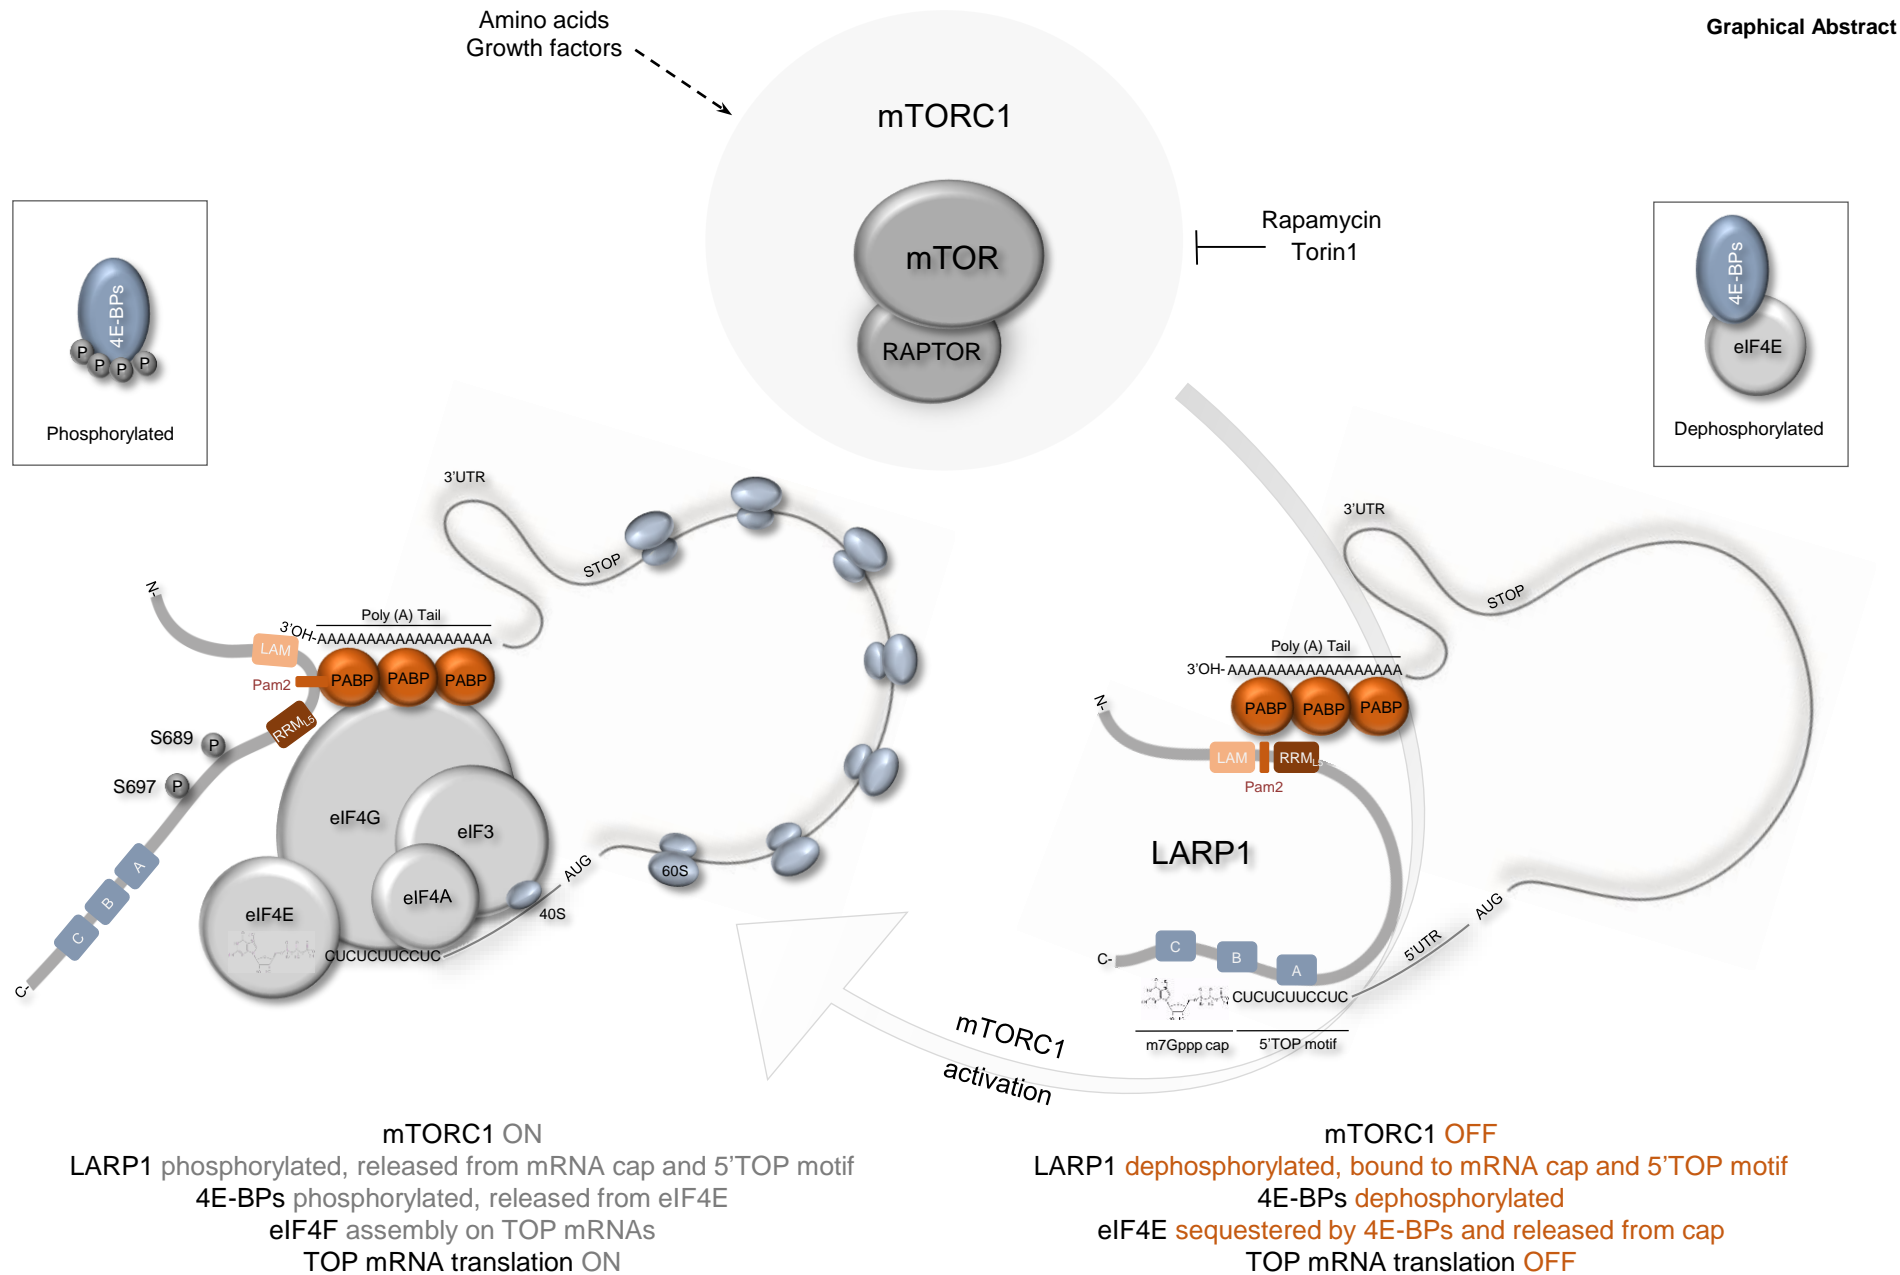 Graphical Abstract
Amino acids
Growth factors
mTORC1
mTOR
RAPTOR
Rapamycin
Torin1
4E-BPs
P
P
P
P
Phosphorylated
4E-BPs
eIF4E
Dephosphorylated
3'UTR
STOP
N-
Poly (A) Tail
3'OH-AAAAAAAAAAAAAAAAAA
LAM
Pam2
PABP
PABP
PABP
RRML5
S689
P
S697
P
A
B
C
C-
eIF4G
eIF3
eIF4A
eIF4E
CUCUCUUCCUC
40S
AUG
60S
3'UTR
STOP
Poly (A) Tail
3'OH-AAAAAAAAAAAAAAAAAA
N-
PABP
PABP
PABP
LAM
RRML5
Pam2
LARP1
C-
C
B
A
CUCUCUUCCUC
5'UTR
AUG
m7Gppp cap
5'TOP motif
mTORC1
activation
mTORC1 ON
LARP1 phosphorylated, released from mRNA cap and 5'TOP motif
4E-BPs phosphorylated, released from eIF4E
eIF4F assembly on TOP mRNAs
TOP mRNA translation ON
mTORC1 OFF
LARP1 dephosphorylated, bound to mRNA cap and 5'TOP motif
4E-BPs dephosphorylated
eIF4E sequestered by 4E-BPs and released from cap
TOP mRNA translation OFF